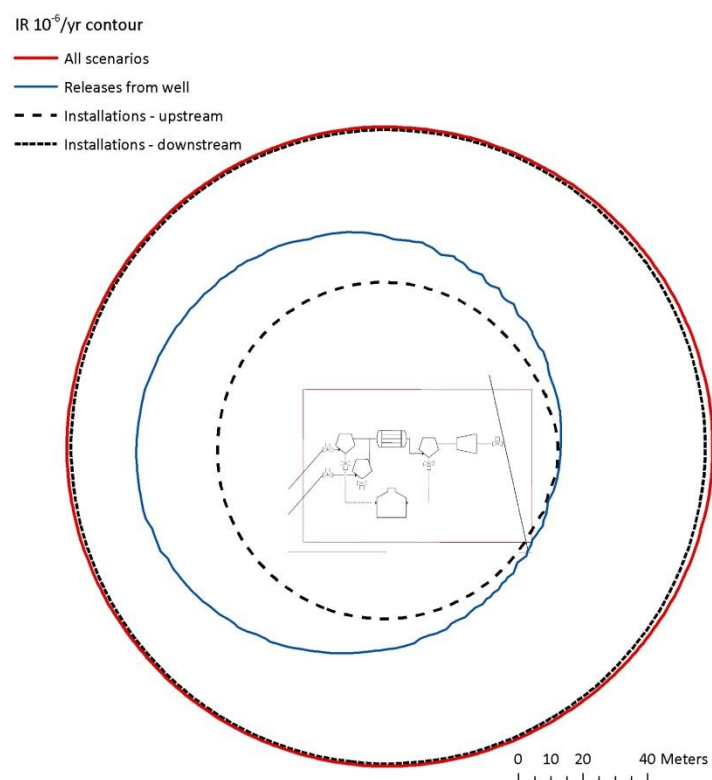 IR 10⁻⁶/yr contour
All scenarios
Releases from well
Installations - upstream
Installations - downstream
0 10 20 40 Meters